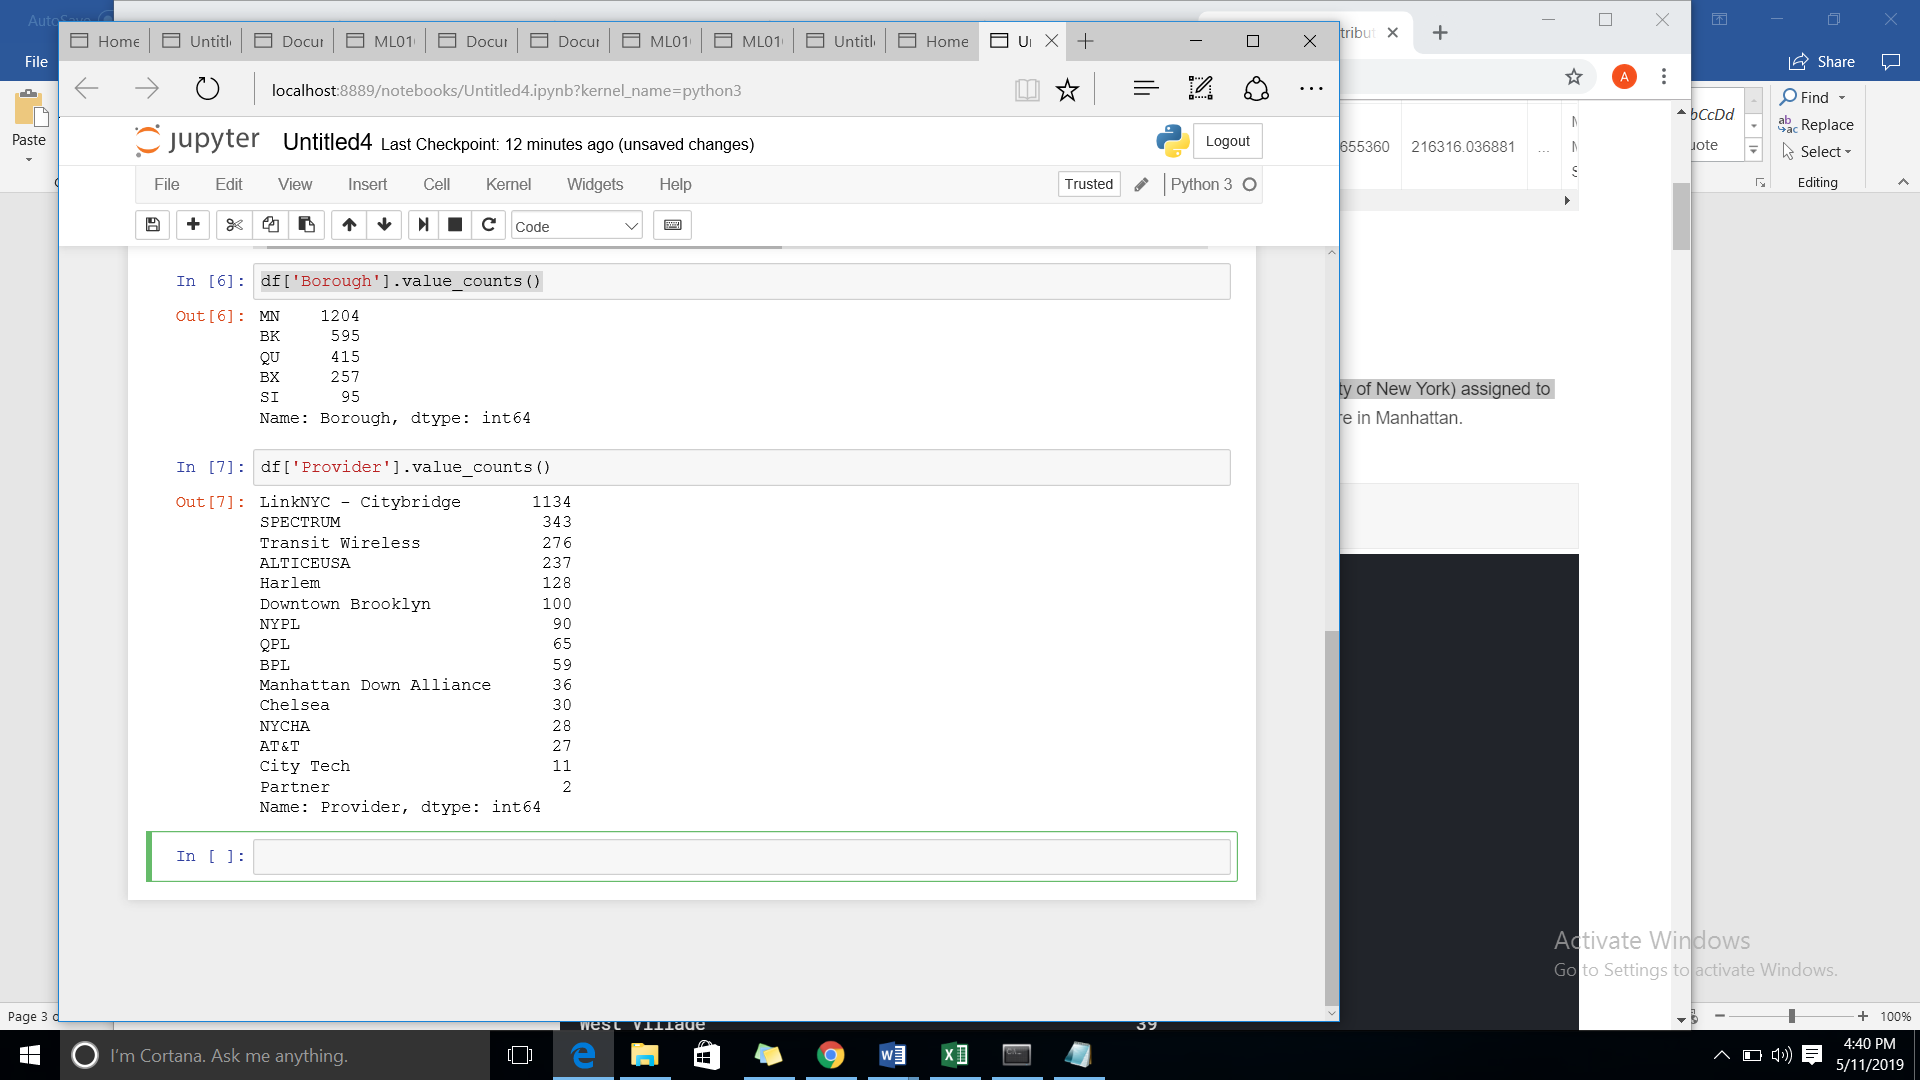 File
Paste
Home
Untitl
Docur
ML01
Docur
Docur
ML01
ML01
Untitl
Home
localhost:8889/notebooks/Untitled4.ipynb?kernel_name=python3
jupyter Untitled4 Last Checkpoint: 12 minutes ago (unsaved changes)
Logout
File Edit View Insert Cell Kernel Widgets Help
Trusted
Python 3
Code
In [6]: df['Borough'].value_counts()
Out[6]: MN 1204
BK 595
QU 415
BX 257
SI 95
Name: Borough, dtype: int64
In [7]: df['Provider'].value_counts()
Out[7]: LinkNYC - Citybridge 1134
SPECTRUM 343
Transit Wireless 276
ALTICEUSA 237
Harlem 128
Downtown Brooklyn 100
NYPL 90
QPL 65
BPL 59
Manhattan Down Alliance 36
Chelsea 30
NYCHA 28
AT&T 27
City Tech 11
Partner 2
Name: Provider, dtype: int64
In [ ]:
tribut
A
655360 216316.036881 ...
ty of New York) assigned to
re in Manhattan.
Share
Find
Replace
Select
Editing
bCcDd
uote
Activate Windows
Go to Settings to activate Windows.
Page 3
West Village 39
100%
I'm Cortana. Ask me anything.
4:40 PM
5/11/2019